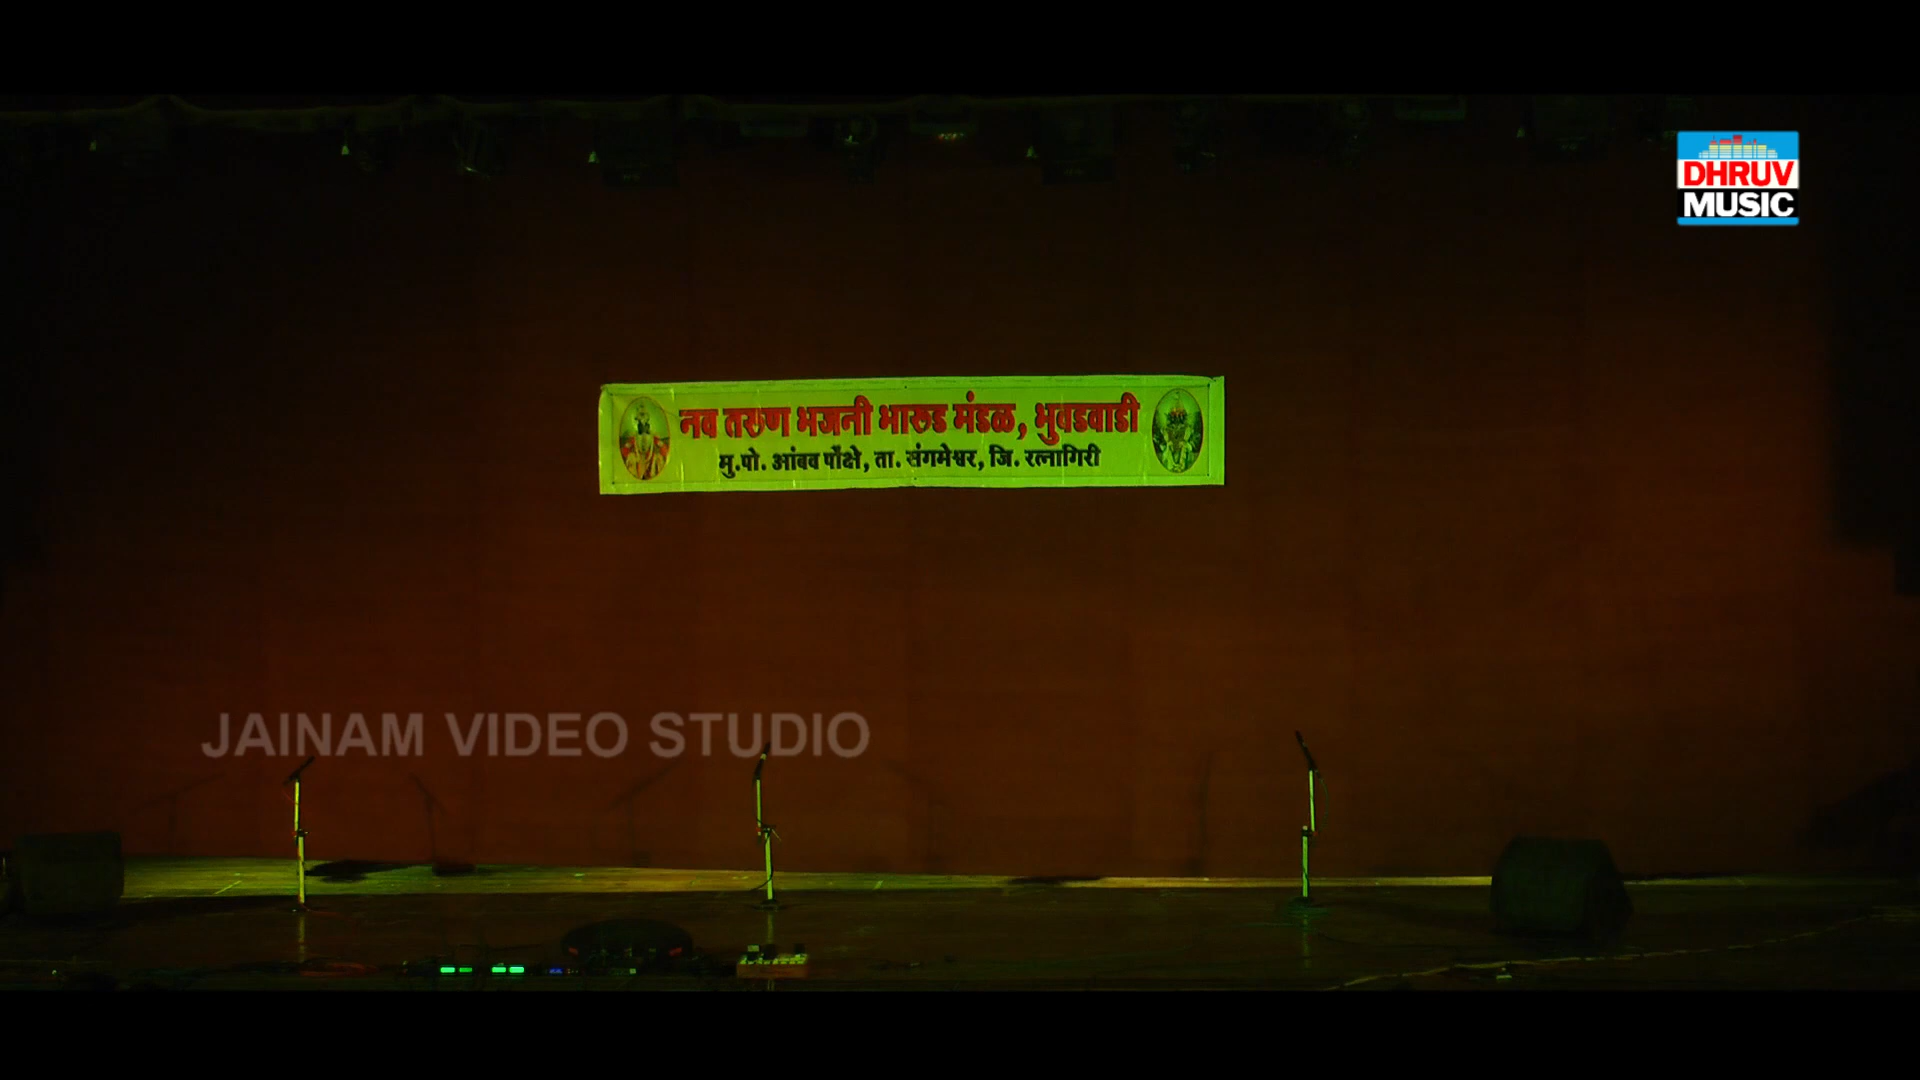 DHRUV
MUSIC
नव तरुण भजनी भारुड मंडळ, भुवडवाडी
मु.पो. आंबव पोंक्षे, ता. संगमेश्वर, जि. रत्नागिरी
JAINAM VIDEO STUDIO